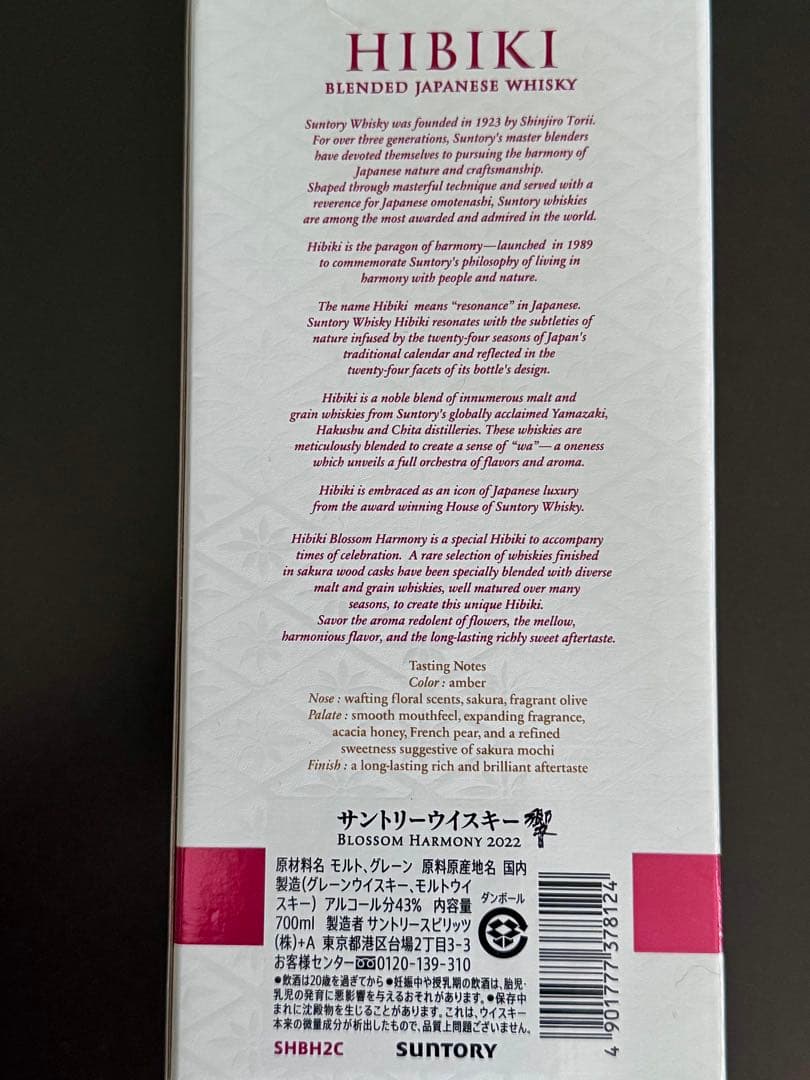 HIBIKI
BLENDED JAPANESE WHISKY
Suntory Whisky was founded in 1923 by Shinjiro Torii.
For over three generations, Suntory's master blenders
have devoted themselves to pursuing the harmony of
Japanese nature and craftsmanship.
Shaped through masterful technique and served with a
reverence for Japanese omotenashi, Suntory whiskies
are among the most awarded and admired in the world.
Hibiki is the paragon of harmony—launched in 1989
to commemorate Suntory's philosophy of living in
harmony with people and nature.
The name Hibiki means “resonance” in Japanese.
Suntory Whisky Hibiki resonates with the subtleties of
nature infused by the twenty-four seasons of Japan's
traditional calendar and reflected in the
twenty-four facets of its bottle's design.
Hibiki is a noble blend of innumerous malt and
grain whiskies from Suntory's globally acclaimed Yamazaki,
Hakushu and Chita distilleries. These whiskies are
meticulously blended to create a sense of “wa”— a oneness
which unveils a full orchestra of flavors and aroma.
Hibiki is embraced as an icon of Japanese luxury
from the award winning House of Suntory Whisky.
Hibiki Blossom Harmony is a special Hibiki to accompany
times of celebration. A rare selection of whiskies finished
in sakura wood casks have been specially blended with diverse
malt and grain whiskies, well matured over many
seasons, to create this unique Hibiki.
Savor the aroma redolent of flowers, the mellow,
harmonious flavor, and the long-lasting richly sweet aftertaste.
Tasting Notes
Color : amber
Nose : wafting floral scents, sakura, fragrant olive
Palate : smooth mouthfeel, expanding fragrance,
acacia honey, French pear, and a refined
sweetness suggestive of sakura mochi
Finish : a long-lasting rich and brilliant aftertaste
サントリーウイスキー 響
BLOSSOM HARMONY 2022
原材料名 モルト、グレーン 原料原産地名 国内
製造(グレーンウイスキー、モルトウイ
スキー) アルコール分43% 内容量
700ml 製造者 サントリースピリッツ
(株)+A 東京都港区台場2丁目3-3
お客様センター 0120-139-310
●飲酒は20歳を過ぎてから●妊娠中や授乳期の飲酒は、胎児・
乳児の発育に悪影響を与えるおそれがあります。●保存中
まれに沈殿物を生じることがあります。これは、ウイスキー
本来の微量成分が析出したもので、品質上問題ございません。
ダンボール
4 901777 378124
SHBH2C SUNTORY